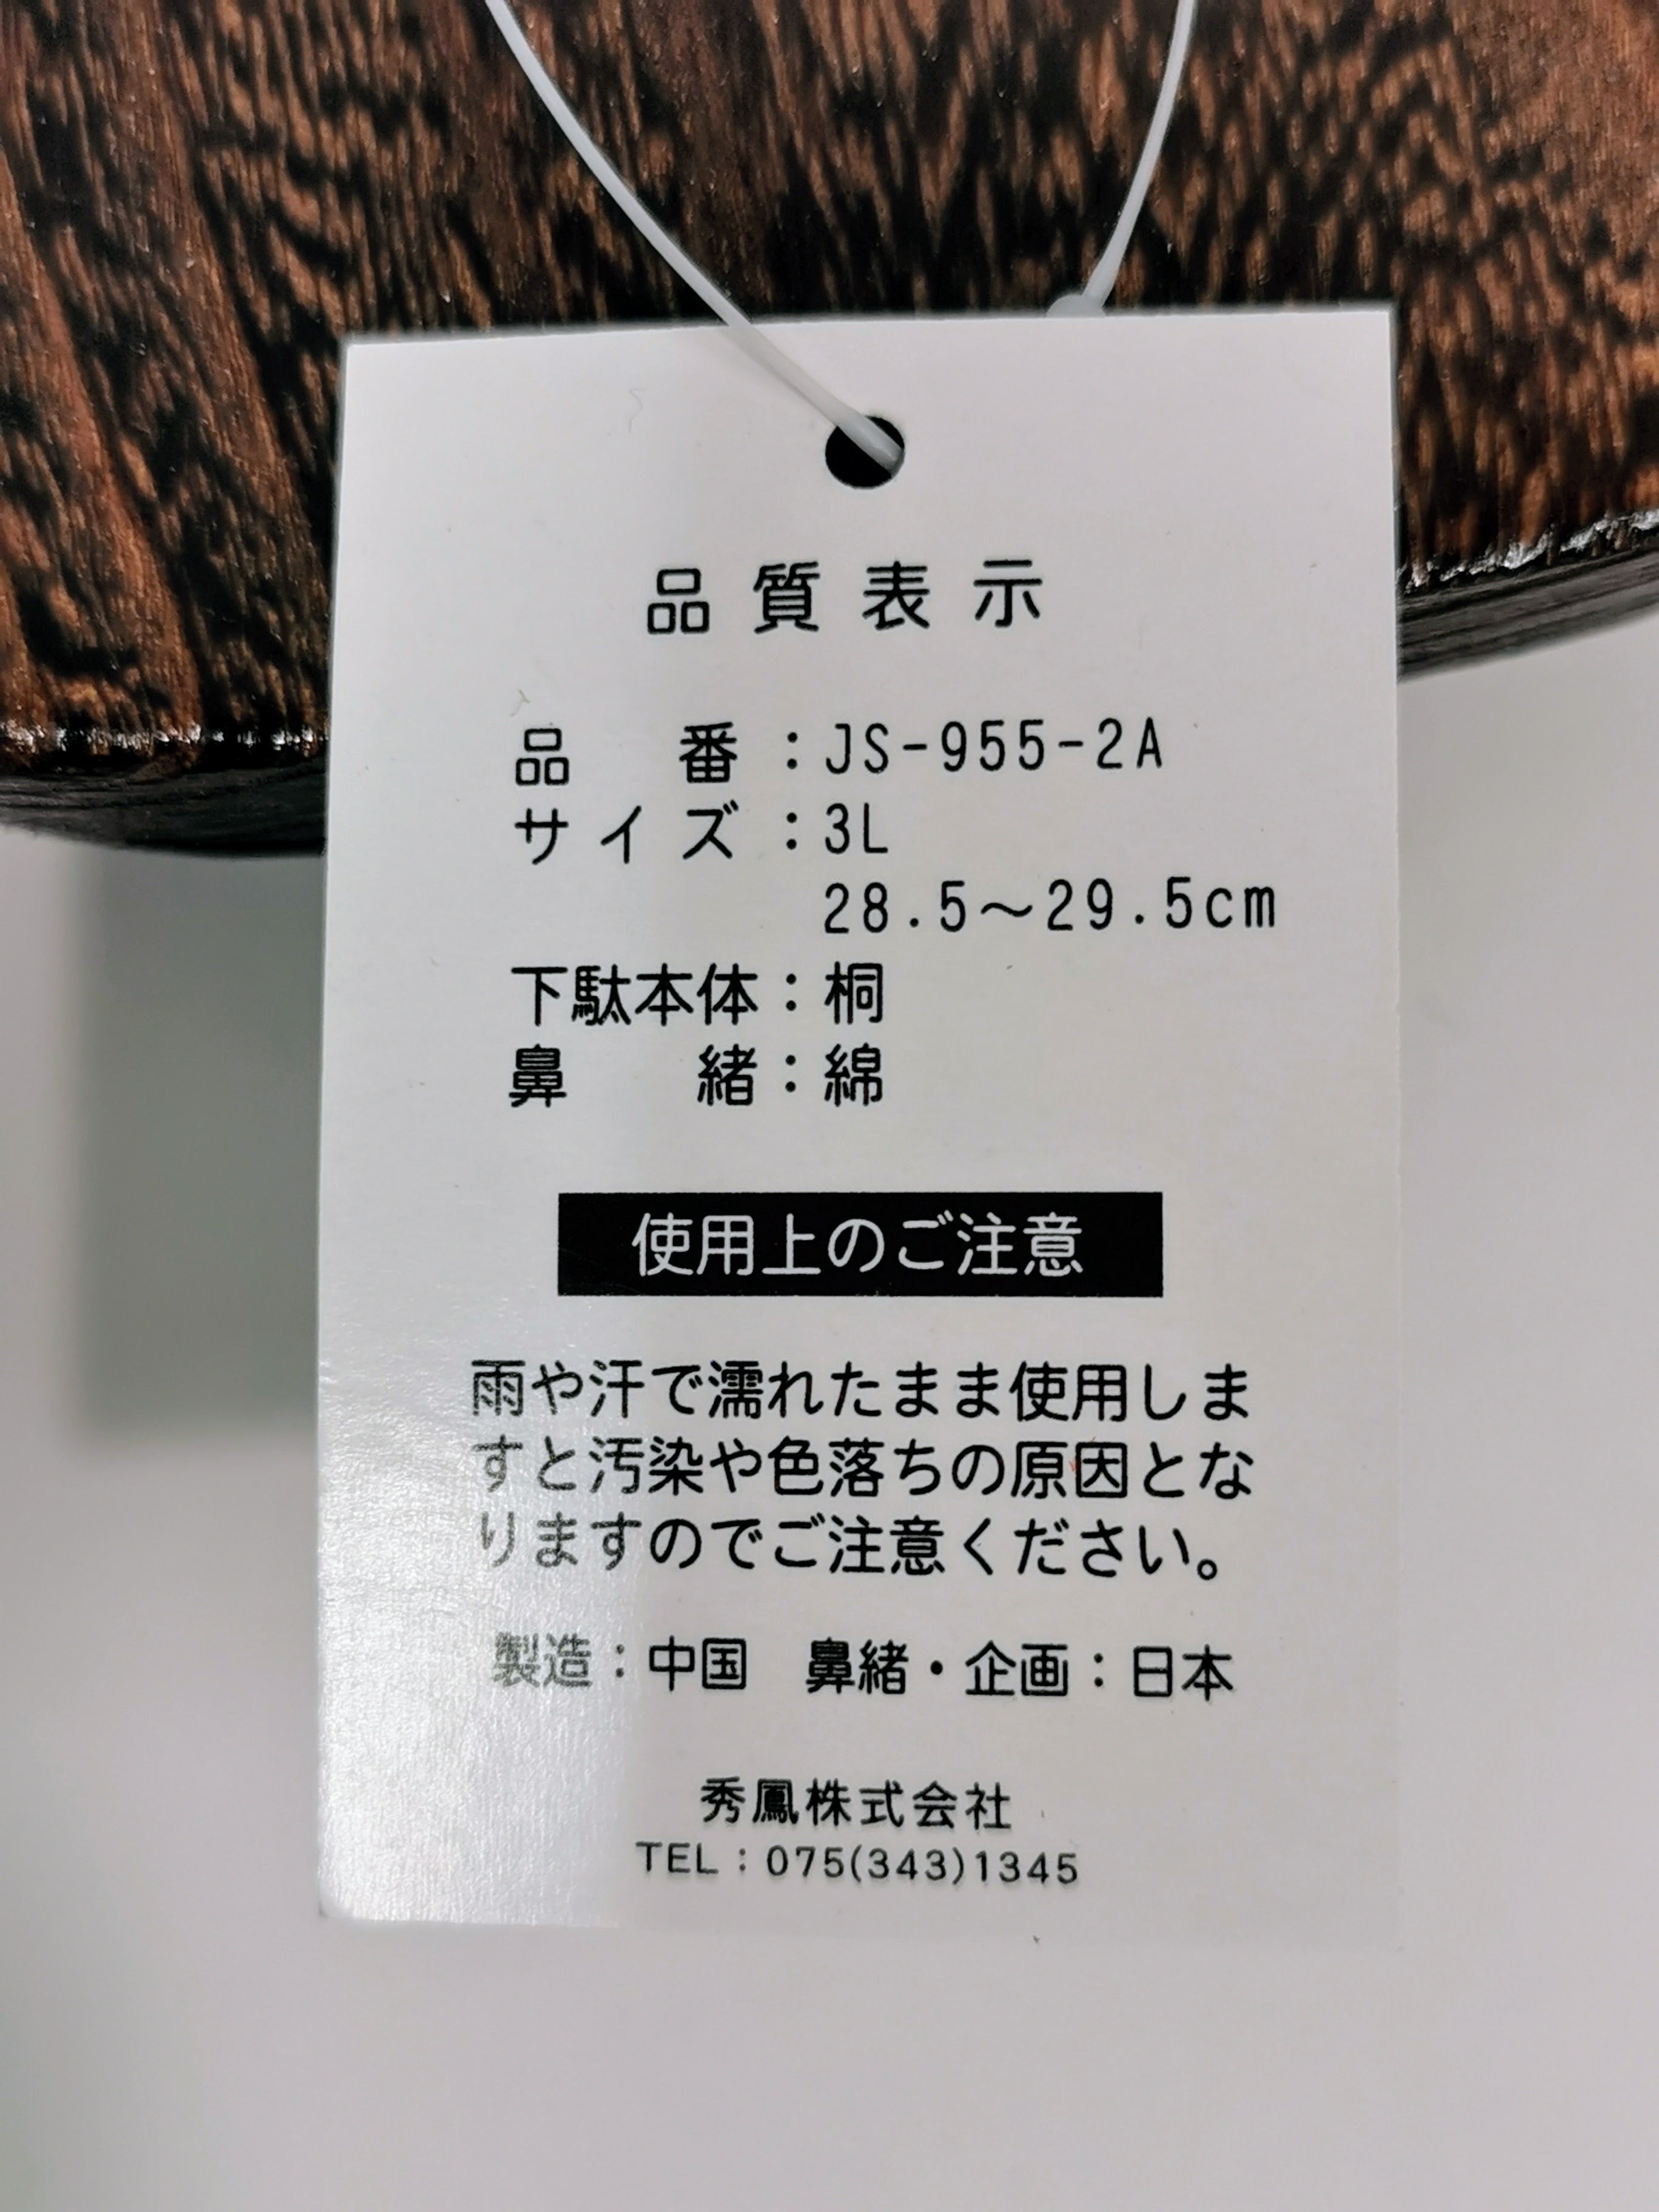 品質表示
品番：JS-955-2A
サイズ：3L
28.5～29.5cm
下駄本体：桐
鼻緒：綿
使用上のご注意
雨や汗で濡れたまま使用しま
すと汚染や色落ちの原因とな
りますのでご注意ください。
製造：中国　鼻緒・企画：日本
秀鳳株式会社
TEL：075(343)1345